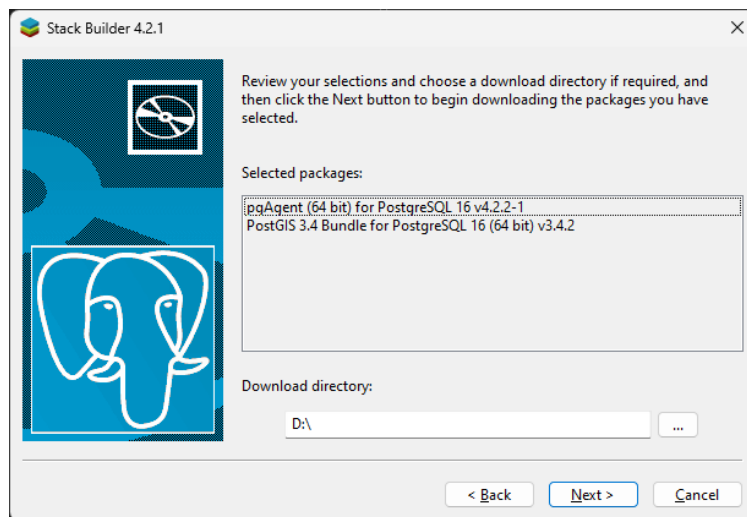 Stack Builder 4.2.1
Review your selections and choose a download directory if required, and
then click the Next button to begin downloading the packages you have
selected.
Selected packages:
pgAgent (64 bit) for PostgreSQL 16 v4.2.2-1
PostGIS 3.4 Bundle for PostgreSQL 16 (64 bit) v3.4.2
Download directory:
D:\
...
< Back
Next >
Cancel